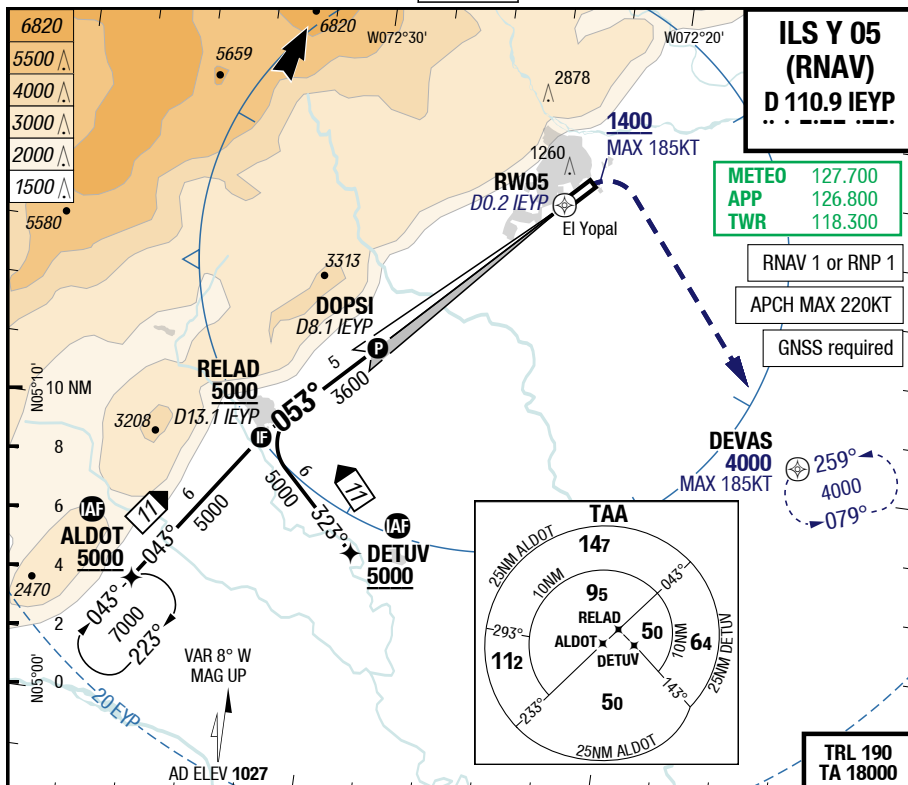 6820
5500
4000
3000
2000
1500
5659
6820
W072°30'
W072°20'
ILS Y 05
(RNAV)
D 110.9 IEYP
2878
1400
MAX 185KT
1260
RW05
D0.2 IEYP
El Yopal
METEO 127.700
APP 126.800
TWR 118.300
RNAV 1 or RNP 1
APCH MAX 220KT
GNSS required
5580
3313
DOPSI
D8.1 IEYP
P
5
3600
RELAD
5000
D13.1 IEYP
IF
053°
N05°10'
10 NM
8
6
4
2
0
N05°00'
3208
6
5000
11
043°
IAF
ALDOT
5000
2470
043°
7000
223°
6
5000
323°
11
IAF
DETUV
5000
DEVAS
4000
MAX 185KT
259°
4000
079°
VAR 8° W
MAG UP
20 EYP
AD ELEV 1027
TAA
25NM ALDOT
147
10NM
043°
95
RELAD
293°
ALDOT
50
10NM
64
25NM DETUV
112
DETUV
143°
233°
50
25NM ALDOT
TRL 190
TA 18000